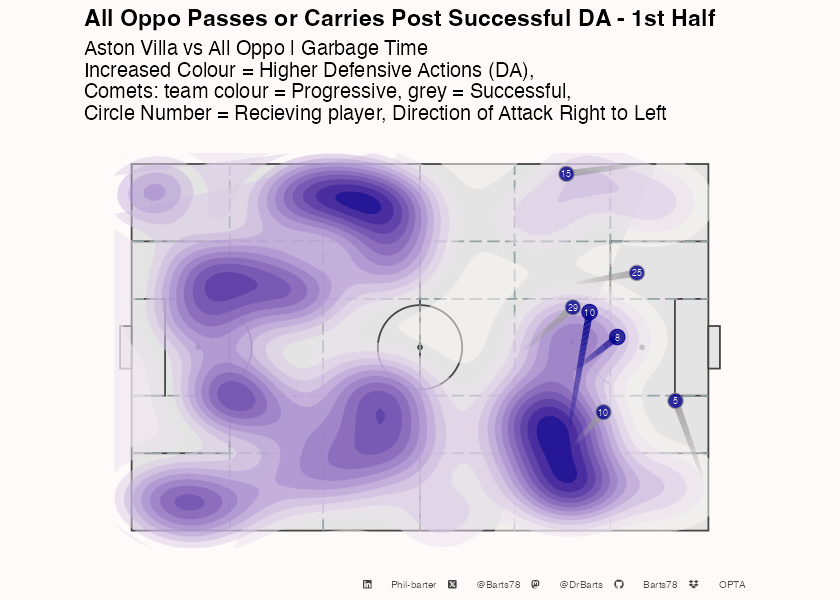 All Oppo Passes or Carries Post Successful DA - 1st Half
Aston Villa vs All Oppo | Garbage Time
Increased Colour = Higher Defensive Actions (DA),
Comets: team colour = Progressive, grey = Successful,
Circle Number = Recieving player, Direction of Attack Right to Left
15
25
29 10
8
5
10
Phil-barter @Barts78 @DrBarts Barts78 OPTA